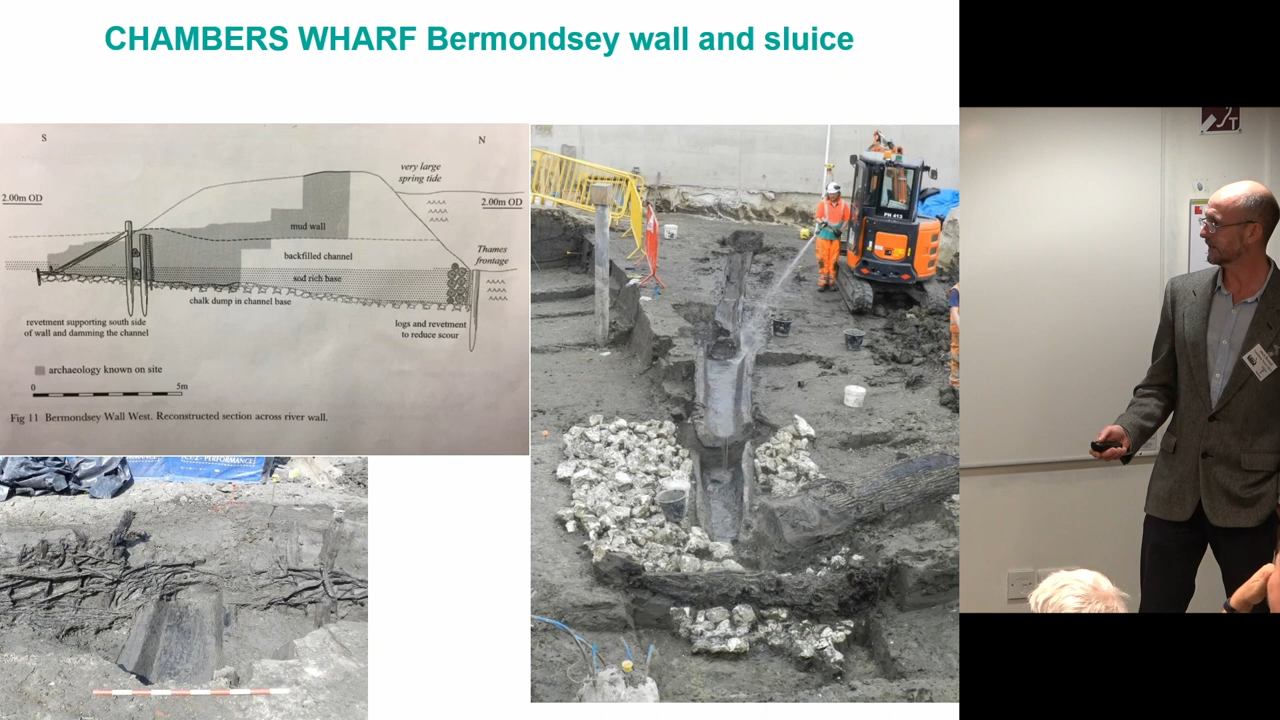 CHAMBERS WHARF Bermondsey wall and sluice
S
N
very large
spring tide
2.00m OD
2.00m OD
mud wall
Thames
frontage
backfilled channel
sod rich base
chalk dump in channel base
revetment supporting south side
of wall and damming the channel
logs and revetment
to reduce scour
archaeology known on site
0
5m
Fig 11 Bermondsey Wall West. Reconstructed section across river wall.
PERFORMANCE
FH 413
T